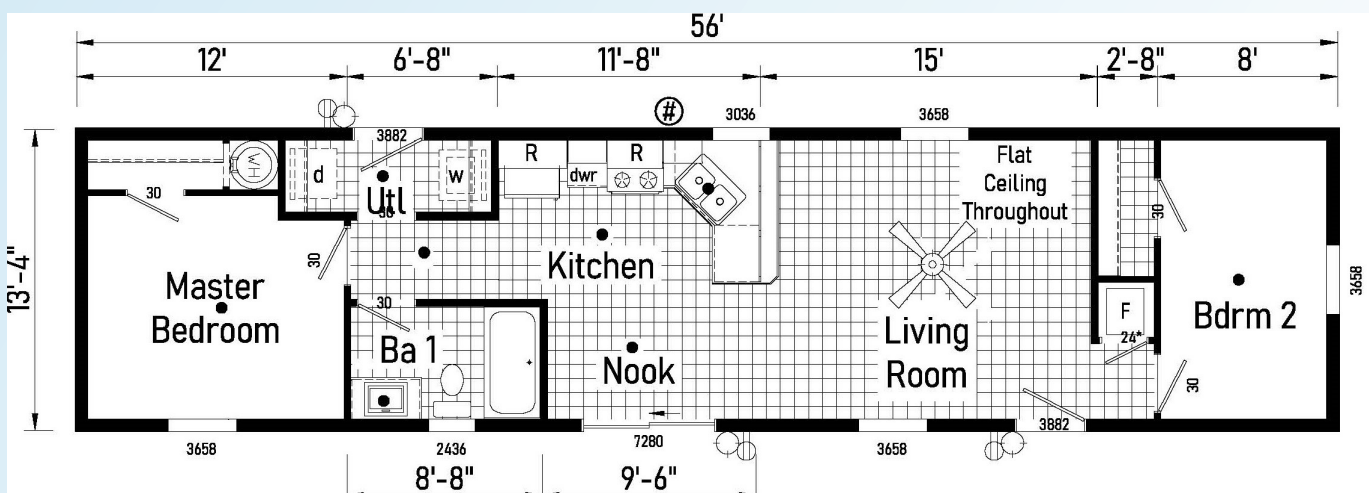 56'
12' 6'-8" 11'-8" 15' 2'-8" 8'
#
3036 3658
3882
WH
d
w
R
dwr
R
Flat
Ceiling
Throughout
30
Utl
30
30
30
13'-4"
Kitchen
Master
Bedroom
30
Ba 1
Nook
Living
Room
F
24"
Bdrm 2
3658
30
3882
3658 2436 7280 3658
8'-8" 9'-6"